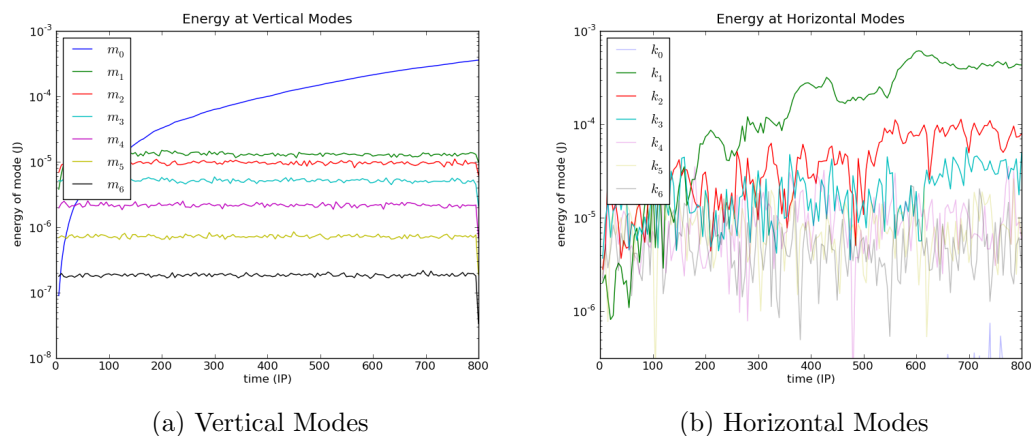 Energy at Vertical Modes
10^-3
10^-4
10^-5
10^-6
10^-7
10^-8
energy of mode (J)
m_0
m_1
m_2
m_3
m_4
m_5
m_6
0 100 200 300 400 500 600 700 800
time (IP)
(a) Vertical Modes
Energy at Horizontal Modes
10^-3
10^-4
10^-5
10^-6
energy of mode (J)
k_0
k_1
k_2
k_3
k_4
k_5
k_6
0 100 200 300 400 500 600 700 800
time (IP)
(b) Horizontal Modes